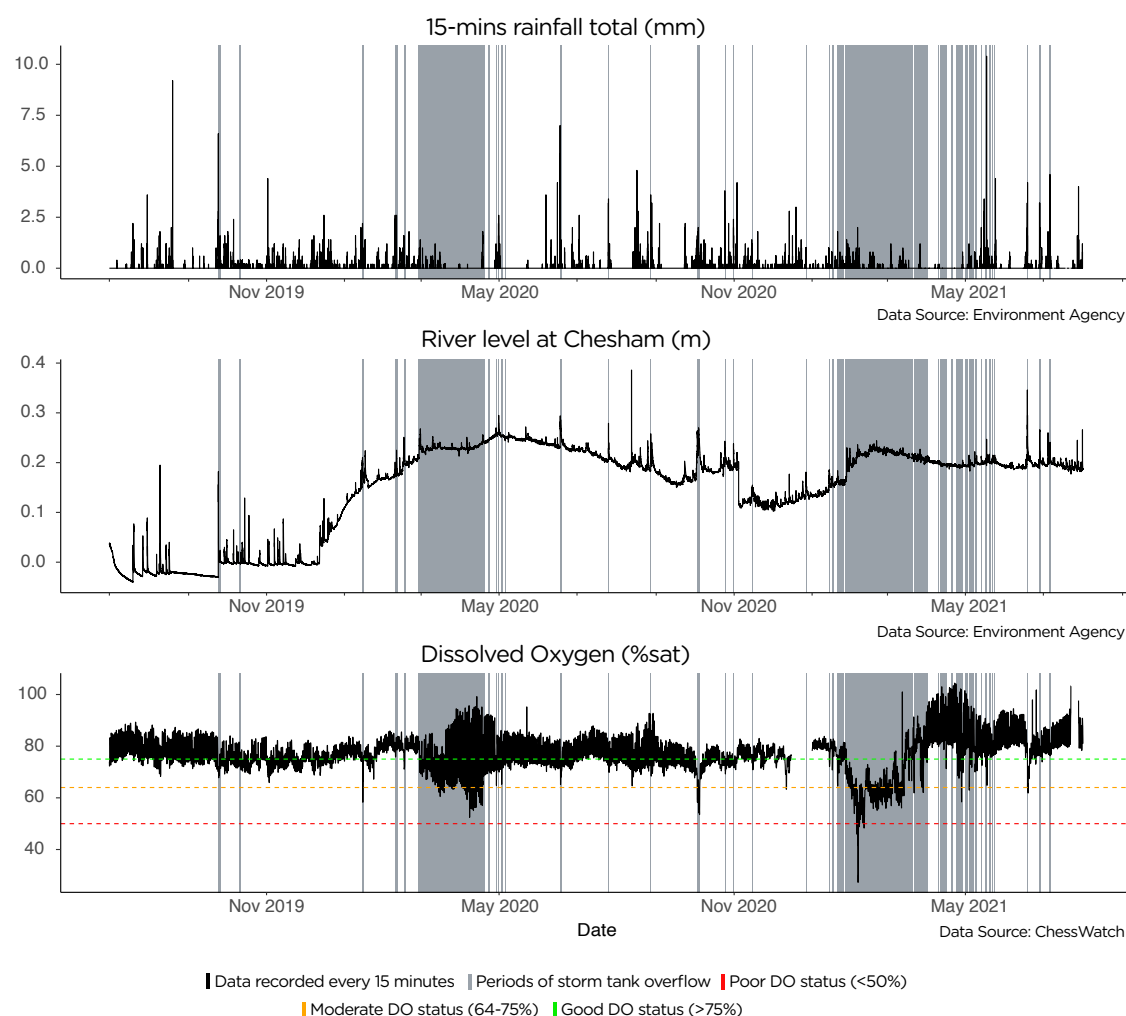 15-mins rainfall total (mm)
10.0
7.5
5.0
2.5
0.0
Nov 2019 May 2020 Nov 2020 May 2021
Data Source: Environment Agency
River level at Chesham (m)
0.4
0.3
0.2
0.1
0.0
Nov 2019 May 2020 Nov 2020 May 2021
Data Source: Environment Agency
Dissolved Oxygen (%sat)
100
80
60
40
Nov 2019 May 2020 Nov 2020 May 2021
Date
Data Source: ChessWatch
Data recorded every 15 minutes Periods of storm tank overflow Poor DO status (<50%)
Moderate DO status (64-75%) Good DO status (>75%)